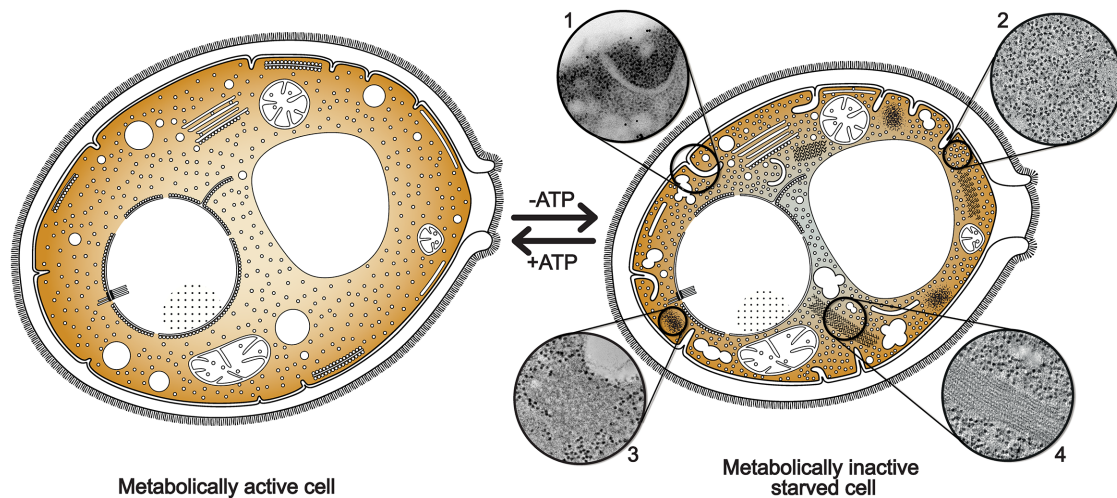 1
2
-ATP
+ATP
3
4
Metabolically active cell
Metabolically inactive
starved cell